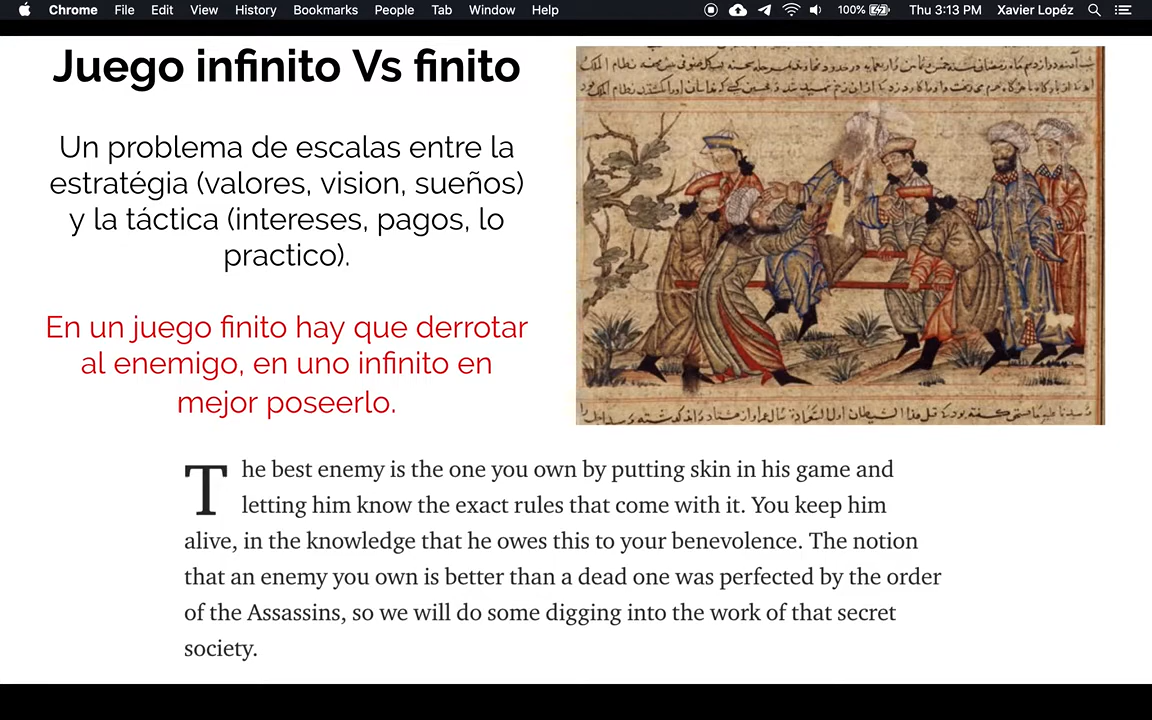 Chrome File Edit View History Bookmarks People Tab Window Help 100% Thu 3:13 PM Xavier Lopéz
Juego infinito Vs finito
Un problema de escalas entre la
estratégia (valores, vision, sueños)
y la táctica (intereses, pagos, lo
practico).
En un juego finito hay que derrotar
al enemigo, en uno infinito en
mejor poseerlo.
The best enemy is the one you own by putting skin in his game and
letting him know the exact rules that come with it. You keep him
alive, in the knowledge that he owes this to your benevolence. The notion
that an enemy you own is better than a dead one was perfected by the order
of the Assassins, so we will do some digging into the work of that secret
society.